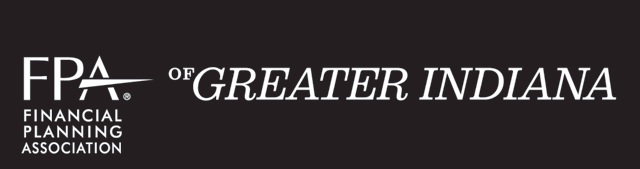 FPA® OF GREATER INDIANA
FINANCIAL
PLANNING
ASSOCIATION